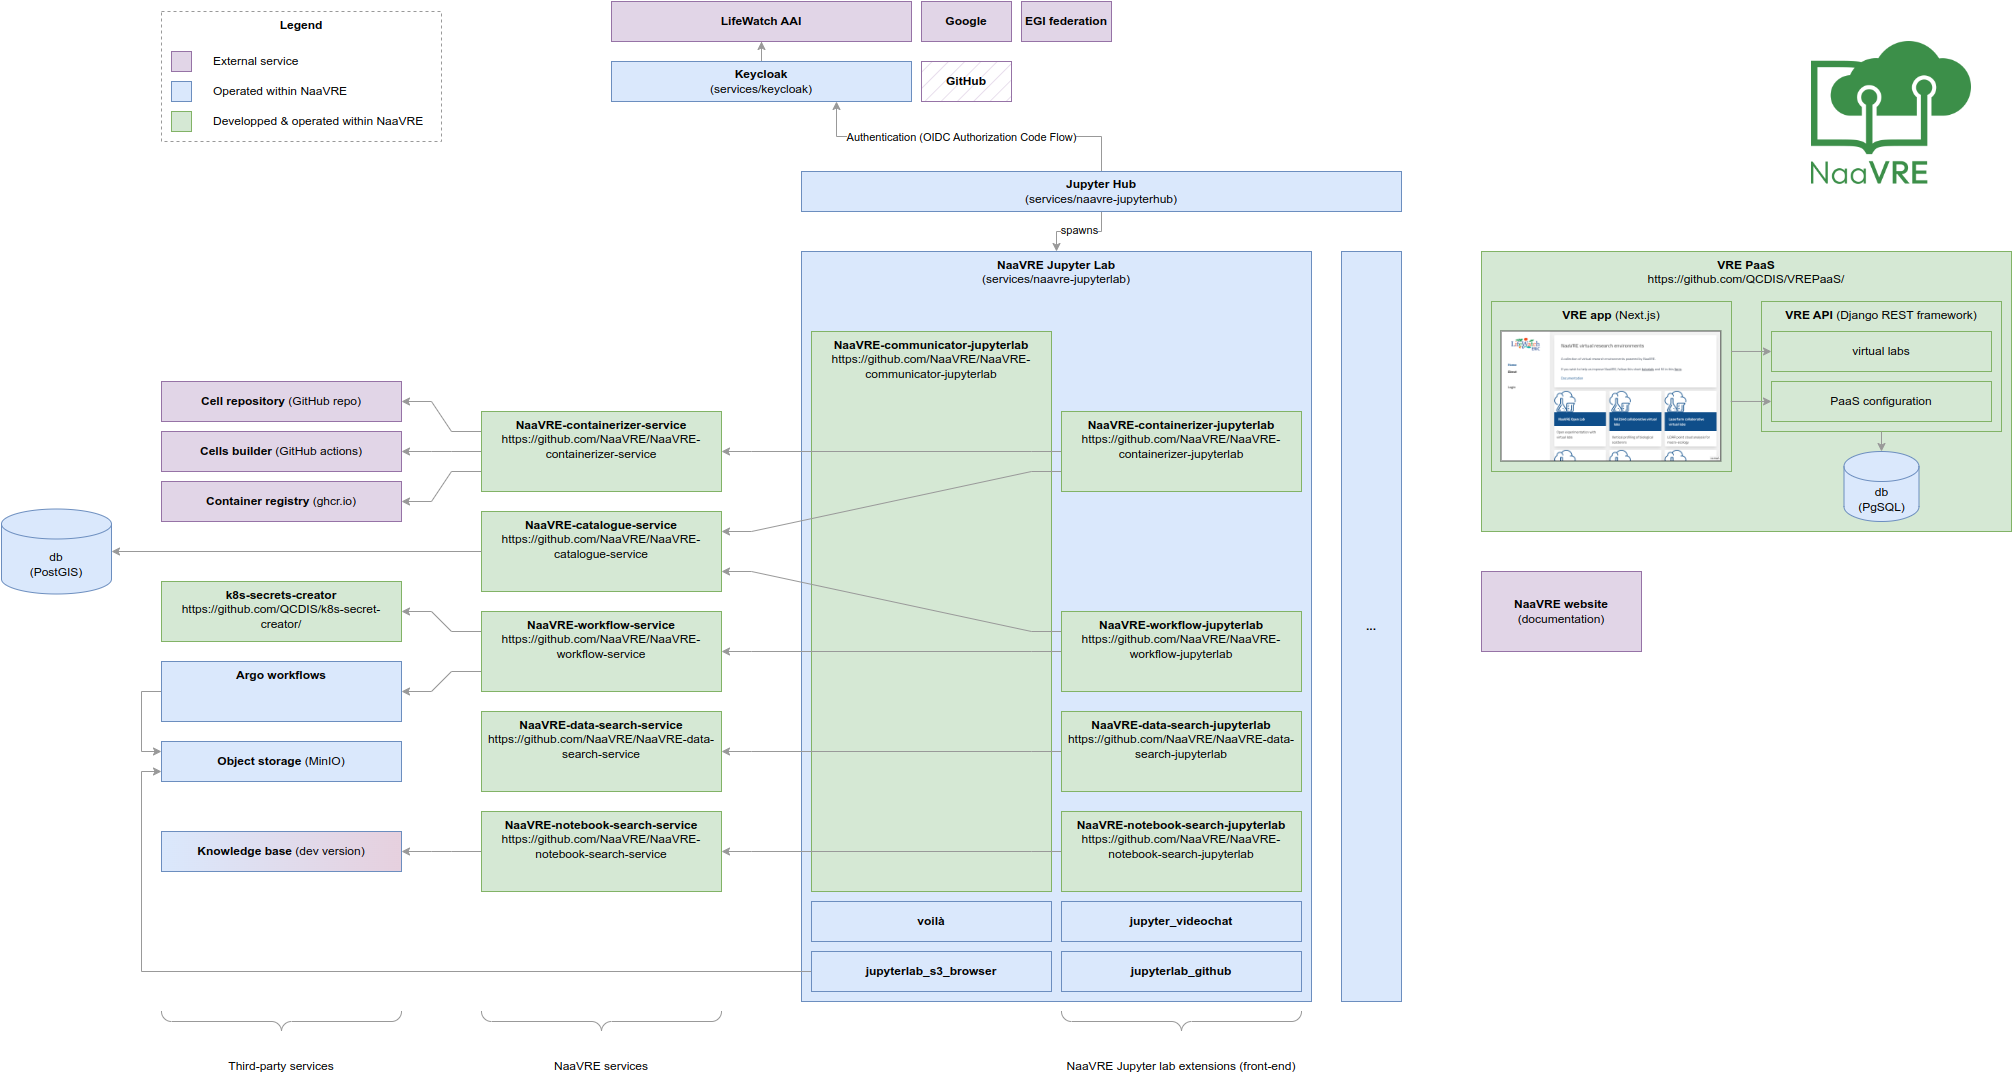 Legend
External service
Operated within NaaVRE
Developped & operated within NaaVRE
LifeWatch AAI
Google
EGI federation
Keycloak
(services/keycloak)
GitHub
Authentication (OIDC Authorization Code Flow)
Jupyter Hub
(services/naavre-jupyterhub)
spawns
NaaVRE
NaaVRE Jupyter Lab
(services/naavre-jupyterlab)
NaaVRE-communicator-jupyterlab
https://github.com/NaaVRE/NaaVRE-
communicator-jupyterlab
...
VRE PaaS
https://github.com/QCDIS/VREPaaS/
VRE app (Next.js)
LifeWatch
NaaVRE virtual research environments
VRE API (Django REST framework)
virtual labs
PaaS configuration
db
(PgSQL)
NaaVRE website
(documentation)
Cell repository (GitHub repo)
Cells builder (GitHub actions)
Container registry (ghcr.io)
db
(PostGIS)
k8s-secrets-creator
https://github.com/QCDIS/k8s-secret-
creator/
Argo workflows
Object storage (MinIO)
Knowledge base (dev version)
NaaVRE-containerizer-service
https://github.com/NaaVRE/NaaVRE-
containerizer-service
NaaVRE-catalogue-service
https://github.com/NaaVRE/NaaVRE-
catalogue-service
NaaVRE-workflow-service
https://github.com/NaaVRE/NaaVRE-
workflow-service
NaaVRE-data-search-service
https://github.com/NaaVRE/NaaVRE-data-
search-service
NaaVRE-notebook-search-service
https://github.com/NaaVRE/NaaVRE-
notebook-search-service
NaaVRE-containerizer-jupyterlab
https://github.com/NaaVRE/NaaVRE-
containerizer-jupyterlab
NaaVRE-workflow-jupyterlab
https://github.com/NaaVRE/NaaVRE-
workflow-jupyterlab
NaaVRE-data-search-jupyterlab
https://github.com/NaaVRE/NaaVRE-data-
search-jupyterlab
NaaVRE-notebook-search-jupyterlab
https://github.com/NaaVRE/NaaVRE-
notebook-search-jupyterlab
voilà
jupyter_videochat
jupyterlab_s3_browser
jupyterlab_github
Third-party services
NaaVRE services
NaaVRE Jupyter lab extensions (front-end)